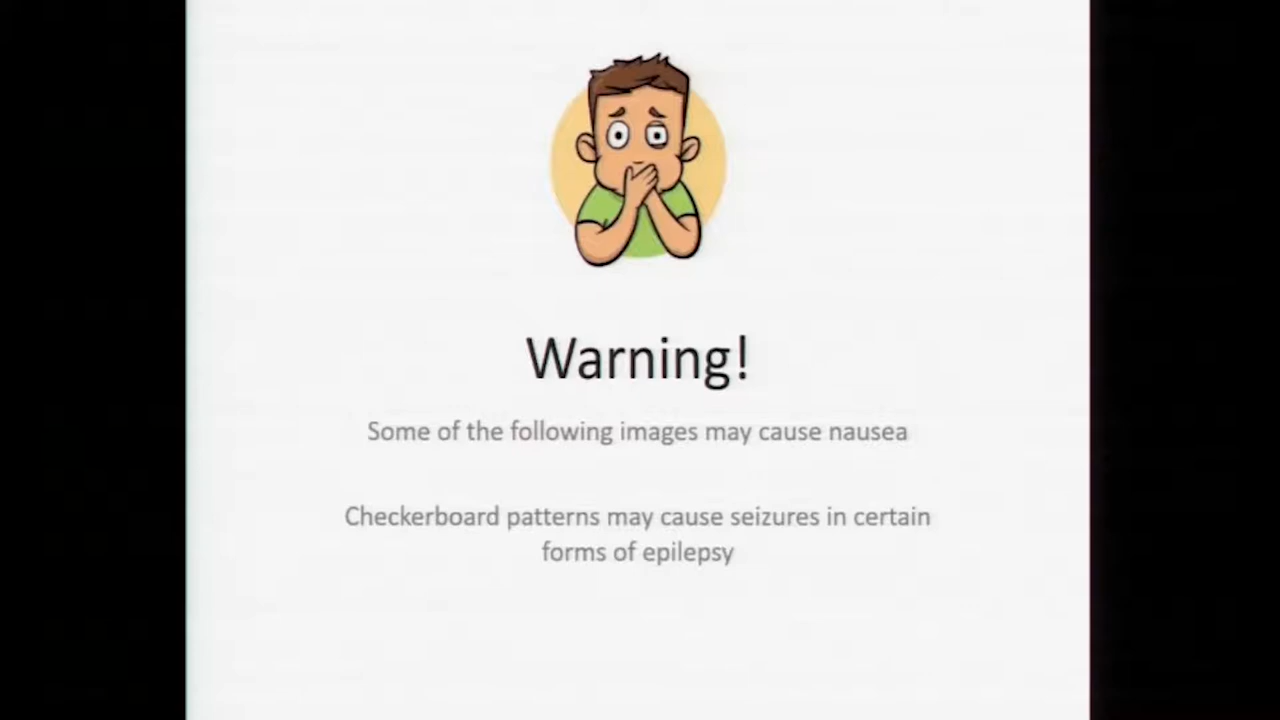 Warning!
Some of the following images may cause nausea
Checkerboard patterns may cause seizures in certain
forms of epilepsy